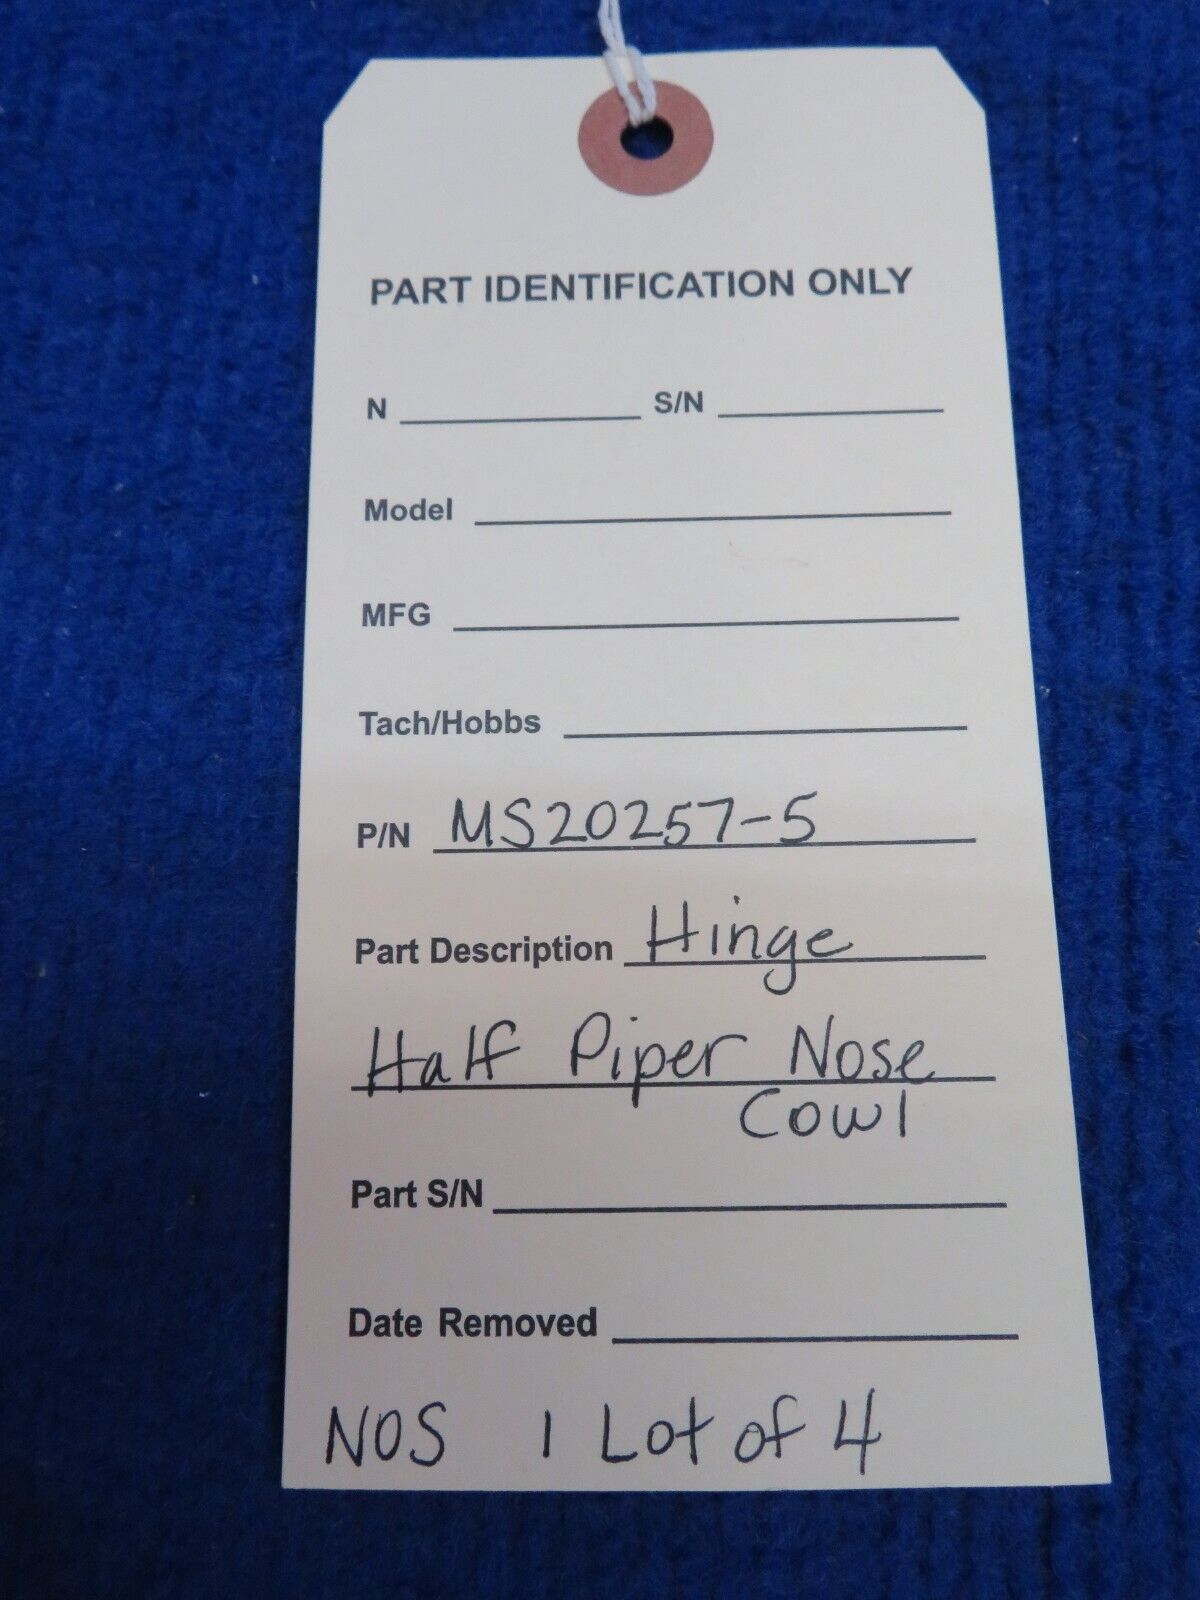 PART IDENTIFICATION ONLY
N S/N
Model
MFG
Tach/Hobbs
P/N MS20257-5
Part Description Hinge
Half Piper Nose
Cowl
Part S/N
Date Removed
NOS 1 Lot of 4